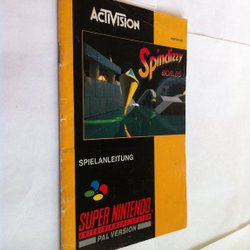 ACTIVISION
Spindizzy
WORLDS
SPIELANLEITUNG
SUPER NINTENDO
ENTERTAINMENT SYSTEM
PAL VERSION